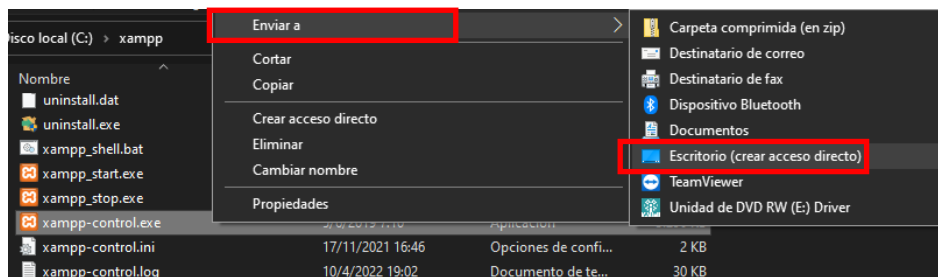 isco local (C:) > xampp
Nombre
uninstall.dat
uninstall.exe
xampp_shell.bat
xampp_start.exe
xampp_stop.exe
xampp-control.exe
Aplicación
xampp-control.ini 17/11/2021 16:46 Opciones de confi... 2 KB
xampp-control.log 10/4/2022 19:02 Documento de te... 30 KB
Enviar a
Cortar
Copiar
Crear acceso directo
Eliminar
Cambiar nombre
Propiedades
Carpeta comprimida (en zip)
Destinatario de correo
Destinatario de fax
Dispositivo Bluetooth
Documentos
Escritorio (crear acceso directo)
TeamViewer
Unidad de DVD RW (E:) Driver